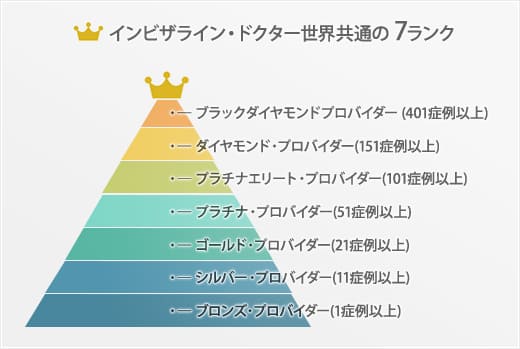 インビザライン・ドクター世界共通の 7ランク
・― ブラックダイヤモンドプロバイダー (401症例以上)
・― ダイヤモンド・プロバイダー(151症例以上)
・― プラチナエリート・プロバイダー(101症例以上)
・― プラチナ・プロバイダー(51症例以上)
・― ゴールド・プロバイダー(21症例以上)
・― シルバー・プロバイダー(11症例以上)
・― ブロンズ・プロバイダー(1症例以上)